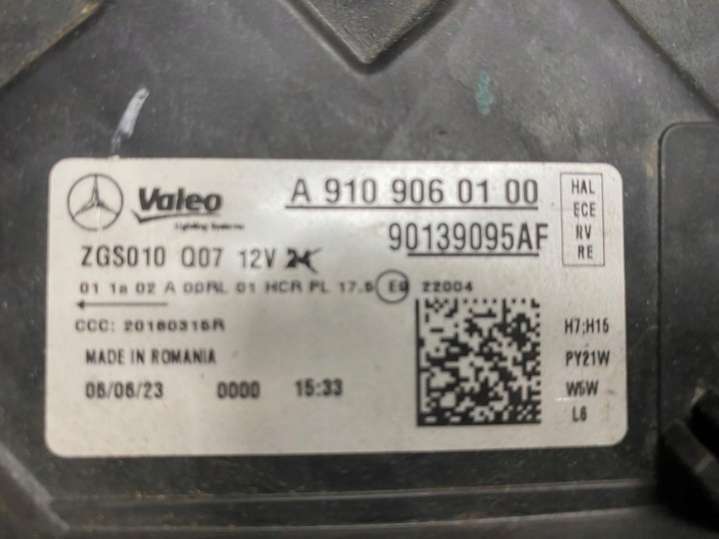 Valeo
Lighting Systems
A 910 906 01 00
90139095AF
HAL
ECE
RV
RE
ZGS010 Q07 12V
01 1a 02 A 00RL 01 HCR PL 17.5 E9 22004
CCC: 20160315R
MADE IN ROMANIA
06/06/23 0000 15:33
H7;H15
PY21W
W5W
L6